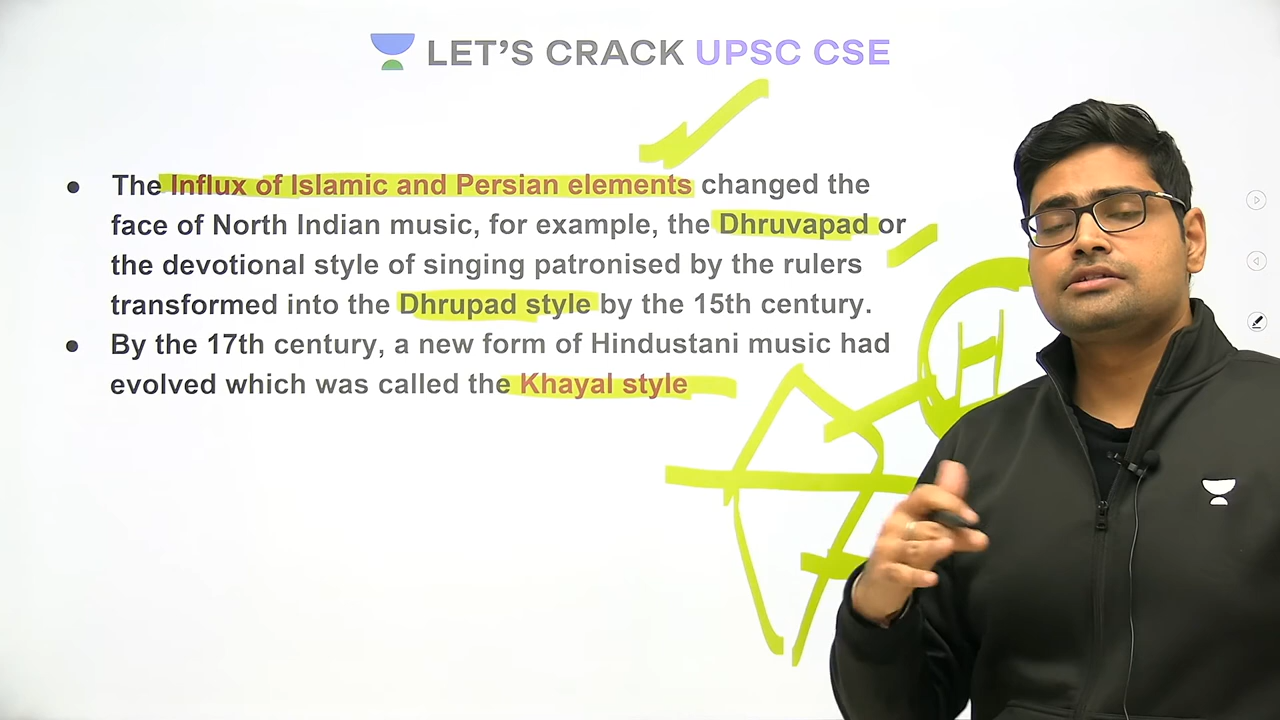 LET'S CRACK UPSC CSE
● The Influx of Islamic and Persian elements changed the
face of North Indian music, for example, the Dhruvapad or
the devotional style of singing patronised by the rulers
transformed into the Dhrupad style by the 15th century.
● By the 17th century, a new form of Hindustani music had
evolved which was called the Khayal style
H